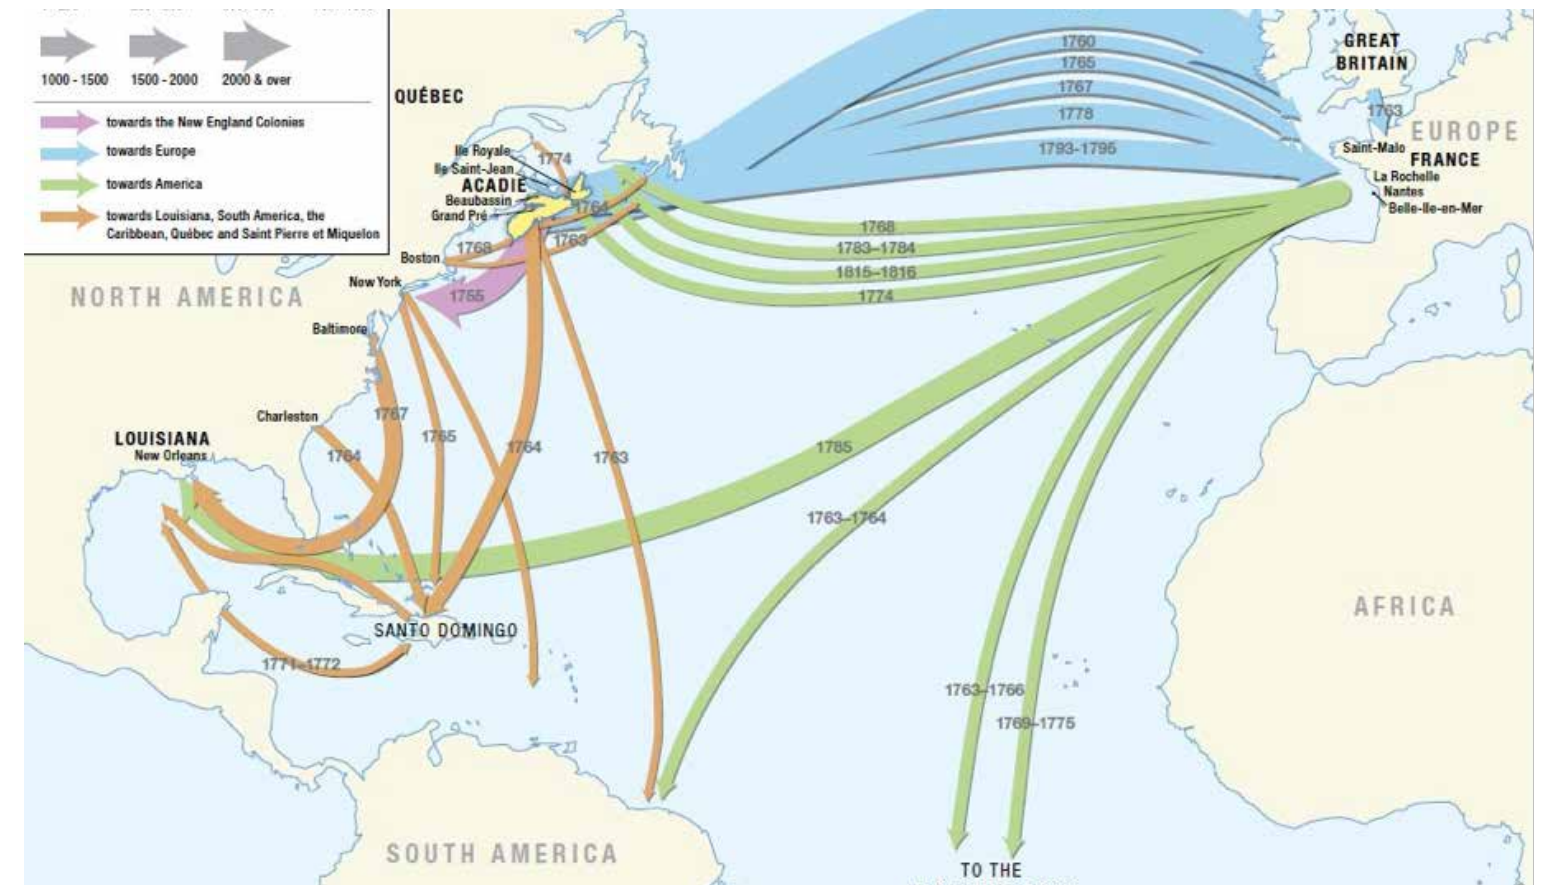 1000 - 1500
1500 - 2000
2000 & over
towards the New England Colonies
towards Europe
towards America
towards Louisiana, South America, the
Caribbean, Québec and Saint Pierre et Miquelon
QUÉBEC
Ile Royale
Ile Saint-Jean
ACADIE
Beaubassin
Grand Pré
Boston
New York
Baltimore
Charleston
NORTH AMERICA
LOUISIANA
New Orleans
SANTO DOMINGO
SOUTH AMERICA
1774
1764
1768
1763
1755
1767
1765
1764
1764
1763
1771–1772
1760
1765
1767
1778
1793-1795
1768
1783–1784
1815–1816
1774
1785
1763–1764
1763–1766
1769–1775
GREAT
BRITAIN
1763
EUROPE
Saint-Malo
FRANCE
La Rochelle
Nantes
Belle-Ile-en-Mer
AFRICA
TO THE